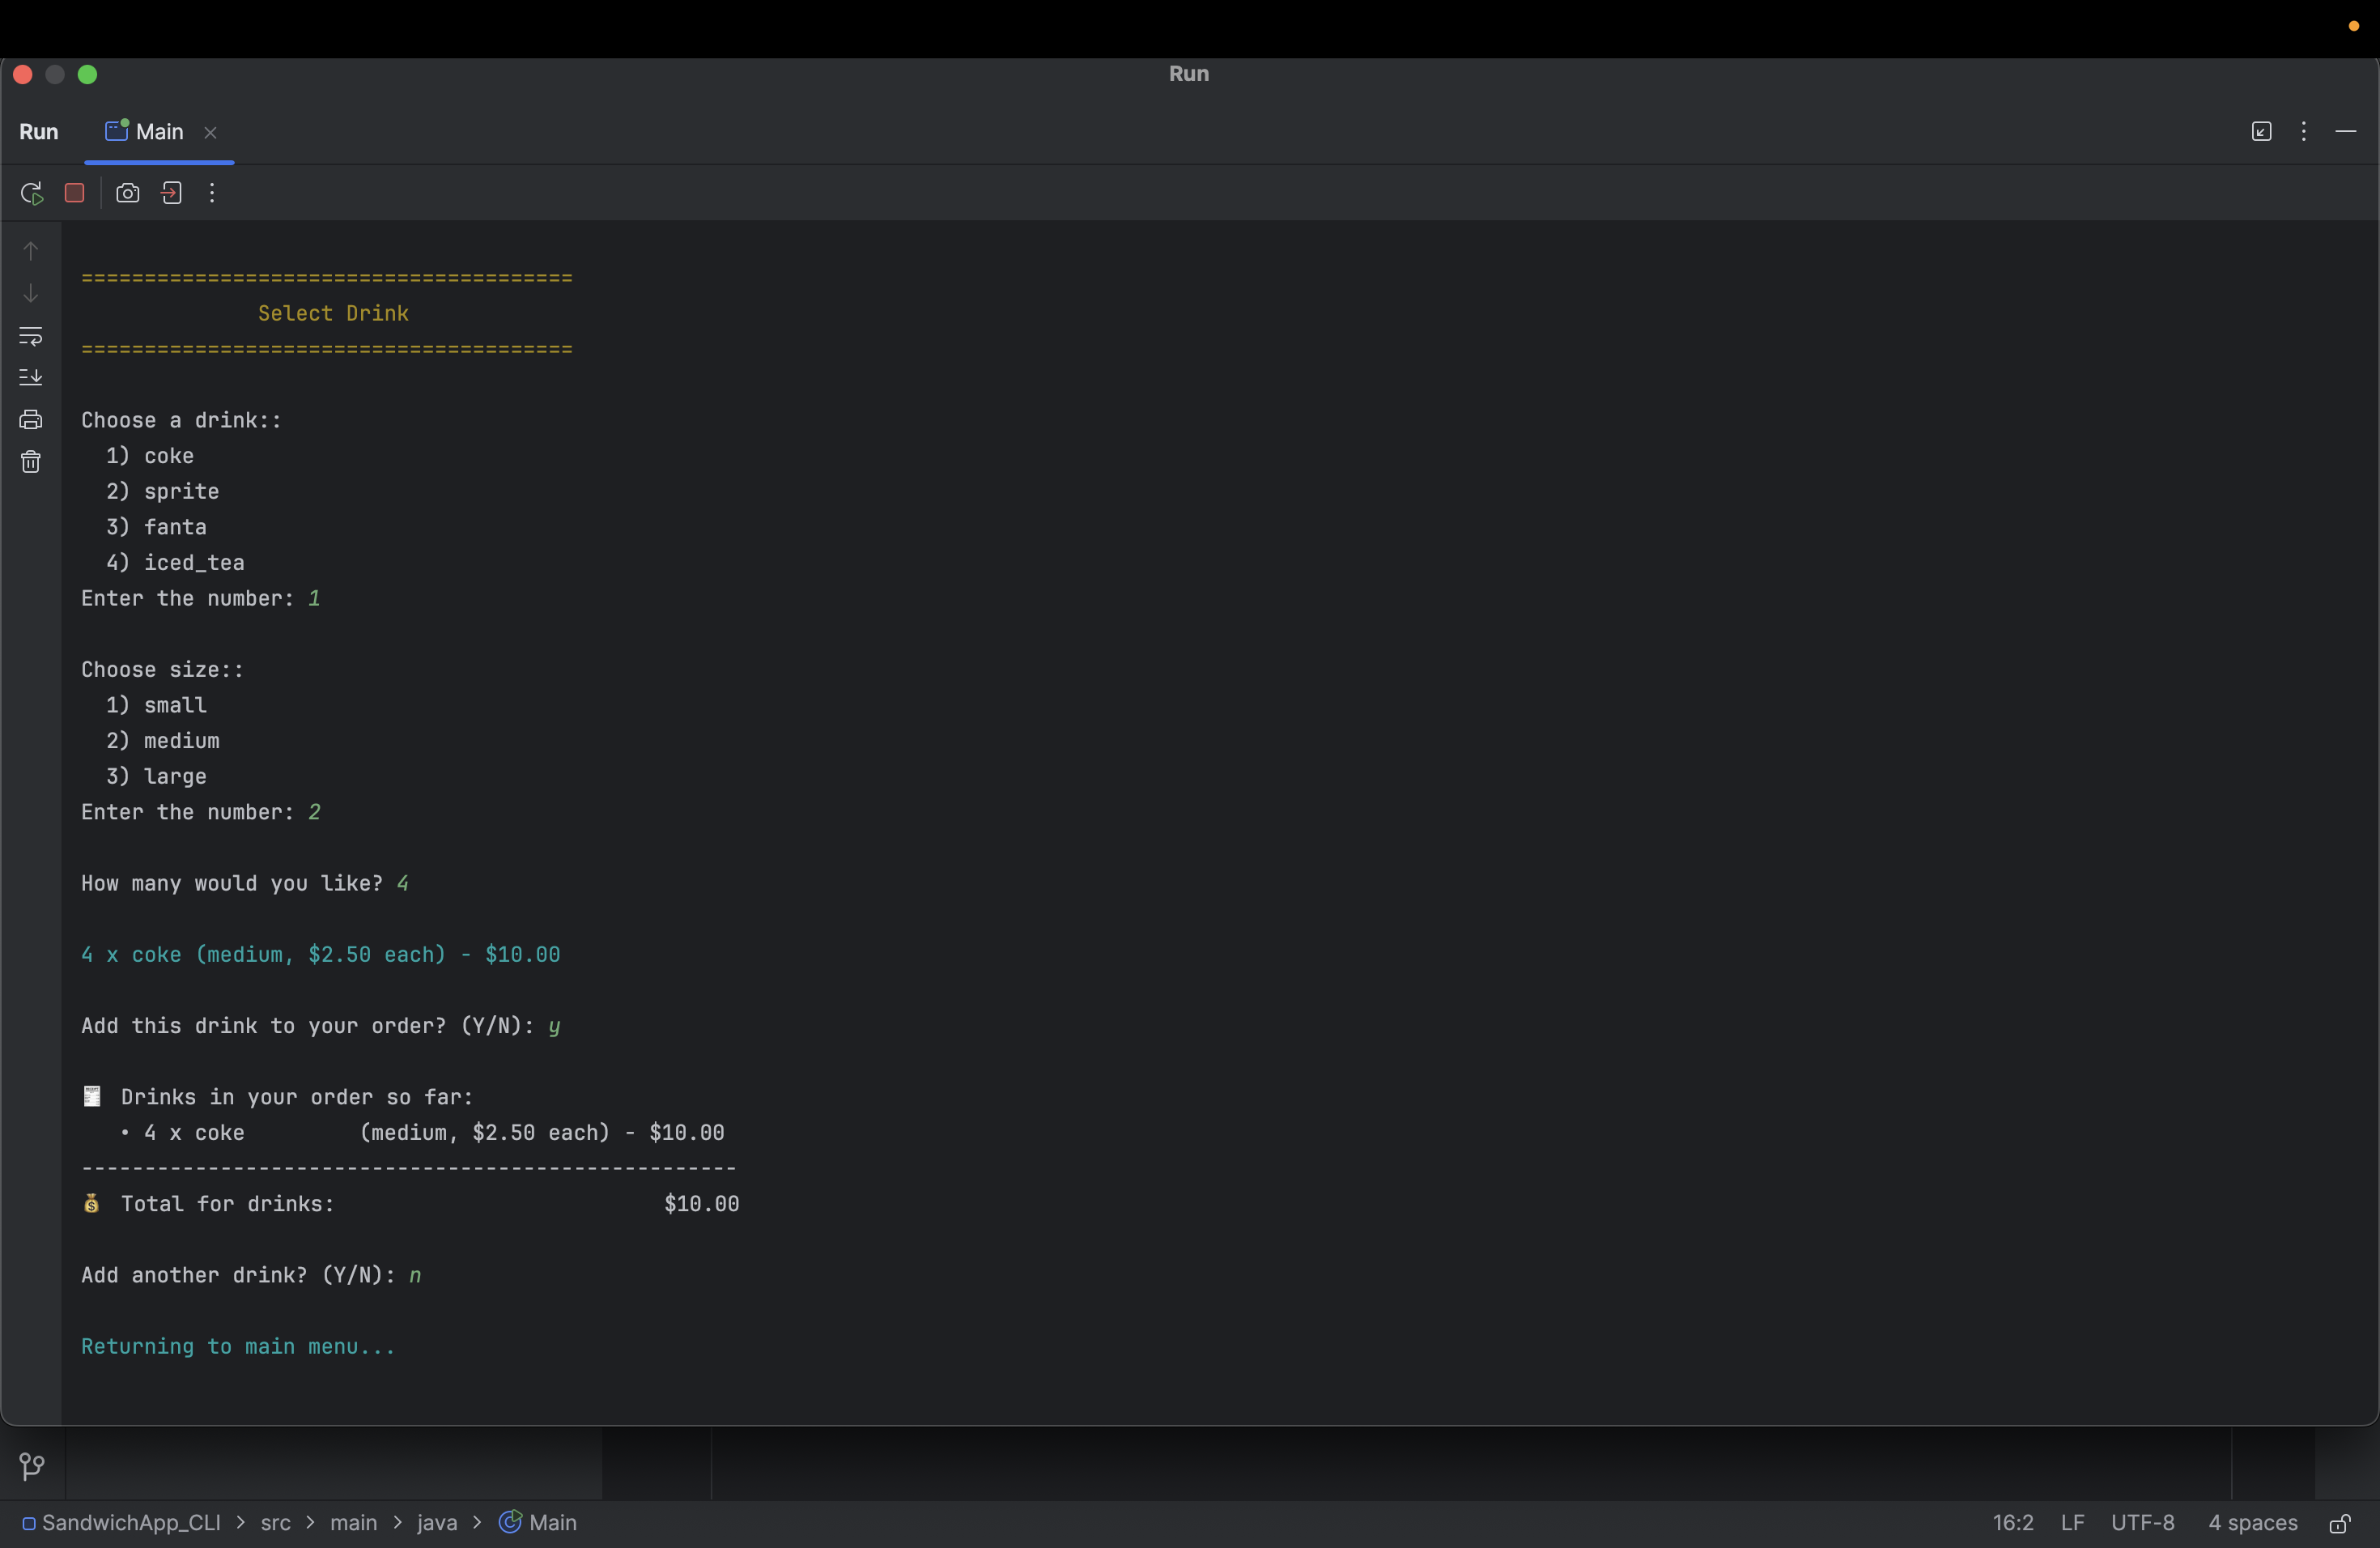 Run
Run Main
=======================================
Select Drink
=======================================
Choose a drink::
1) coke
2) sprite
3) fanta
4) iced_tea
Enter the number: 1
Choose size::
1) small
2) medium
3) large
Enter the number: 2
How many would you like? 4
4 x coke (medium, $2.50 each) - $10.00
Add this drink to your order? (Y/N): y
Drinks in your order so far:
• 4 x coke (medium, $2.50 each) - $10.00
----------------------------------------------------
Total for drinks: $10.00
Add another drink? (Y/N): n
Returning to main menu...
SandwichApp_CLI > src > main > java > Main 16:2 LF UTF-8 4 spaces